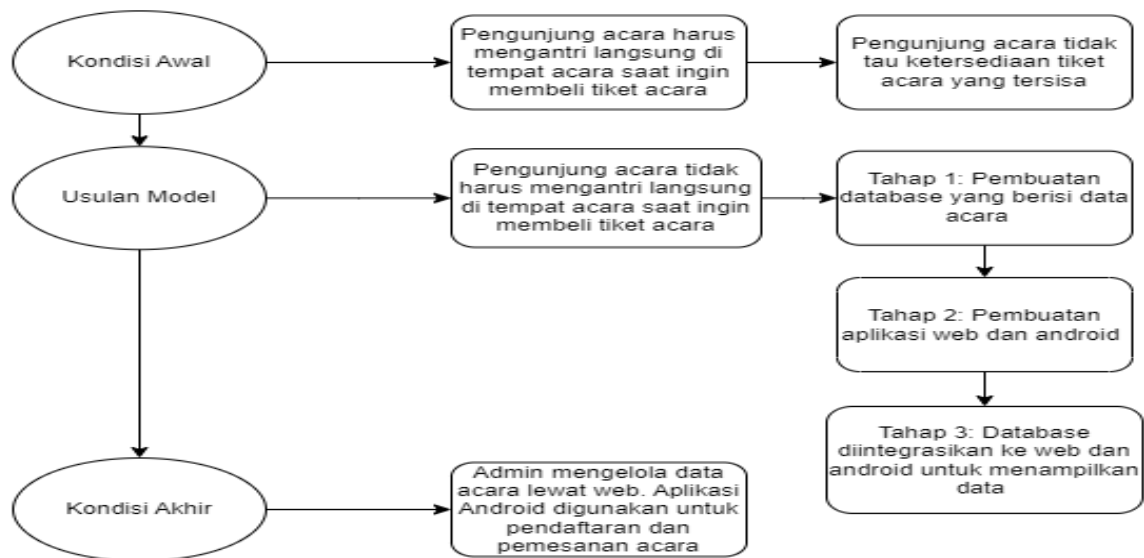 Kondisi Awal
Pengunjung acara harus
mengantri langsung di
tempat acara saat ingin
membeli tiket acara
Pengunjung acara tidak
tau ketersediaan tiket
acara yang tersisa
Usulan Model
Pengunjung acara tidak
harus mengantri langsung
di tempat acara saat ingin
membeli tiket acara
Tahap 1: Pembuatan
database yang berisi data
acara
Tahap 2: Pembuatan
aplikasi web dan android
Tahap 3: Database
diintegrasikan ke web dan
android untuk menampilkan
data
Kondisi Akhir
Admin mengelola data
acara lewat web. Aplikasi
Android digunakan untuk
pendaftaran dan
pemesanan acara